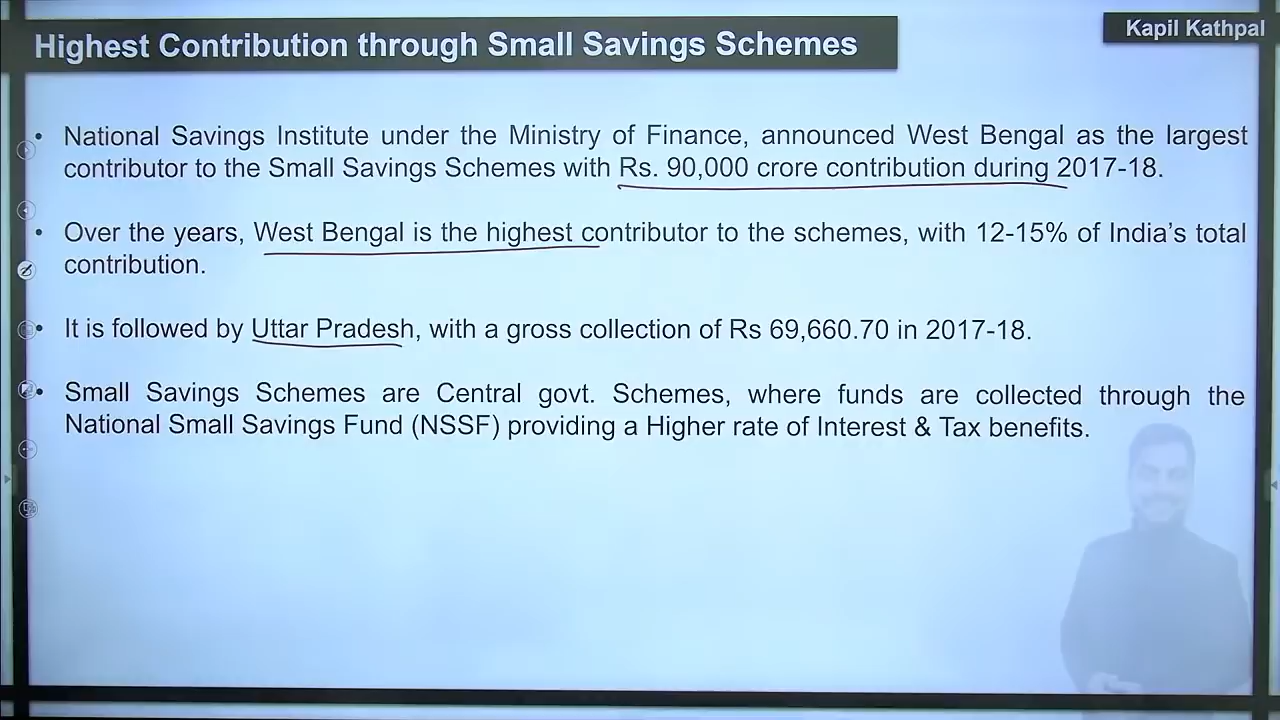 Highest Contribution through Small Savings Schemes
Kapil Kathpal
• National Savings Institute under the Ministry of Finance, announced West Bengal as the largest
contributor to the Small Savings Schemes with Rs. 90,000 crore contribution during 2017-18.
• Over the years, West Bengal is the highest contributor to the schemes, with 12-15% of India's total
contribution.
• It is followed by Uttar Pradesh, with a gross collection of Rs 69,660.70 in 2017-18.
• Small Savings Schemes are Central govt. Schemes, where funds are collected through the
National Small Savings Fund (NSSF) providing a Higher rate of Interest & Tax benefits.